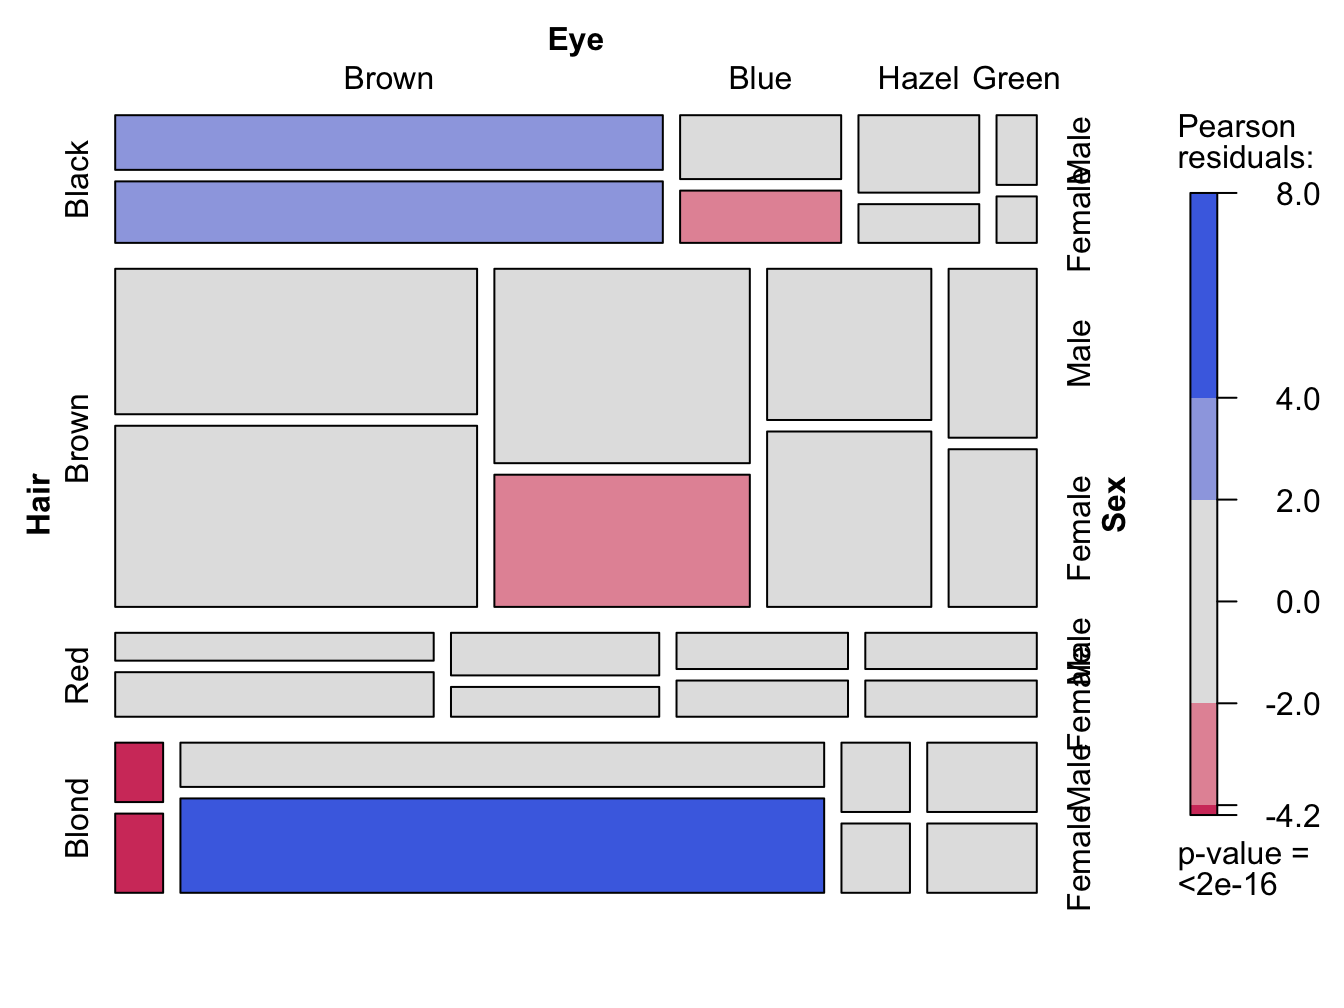 Eye
Brown
Blue
Hazel
Green
Hair
Black
Brown
Red
Blond
Male
Female
Male
Female
Male
Female
Male
Female
Sex
Pearson
residuals:
8.0
4.0
2.0
0.0
-2.0
-4.2
p-value =
<2e-16